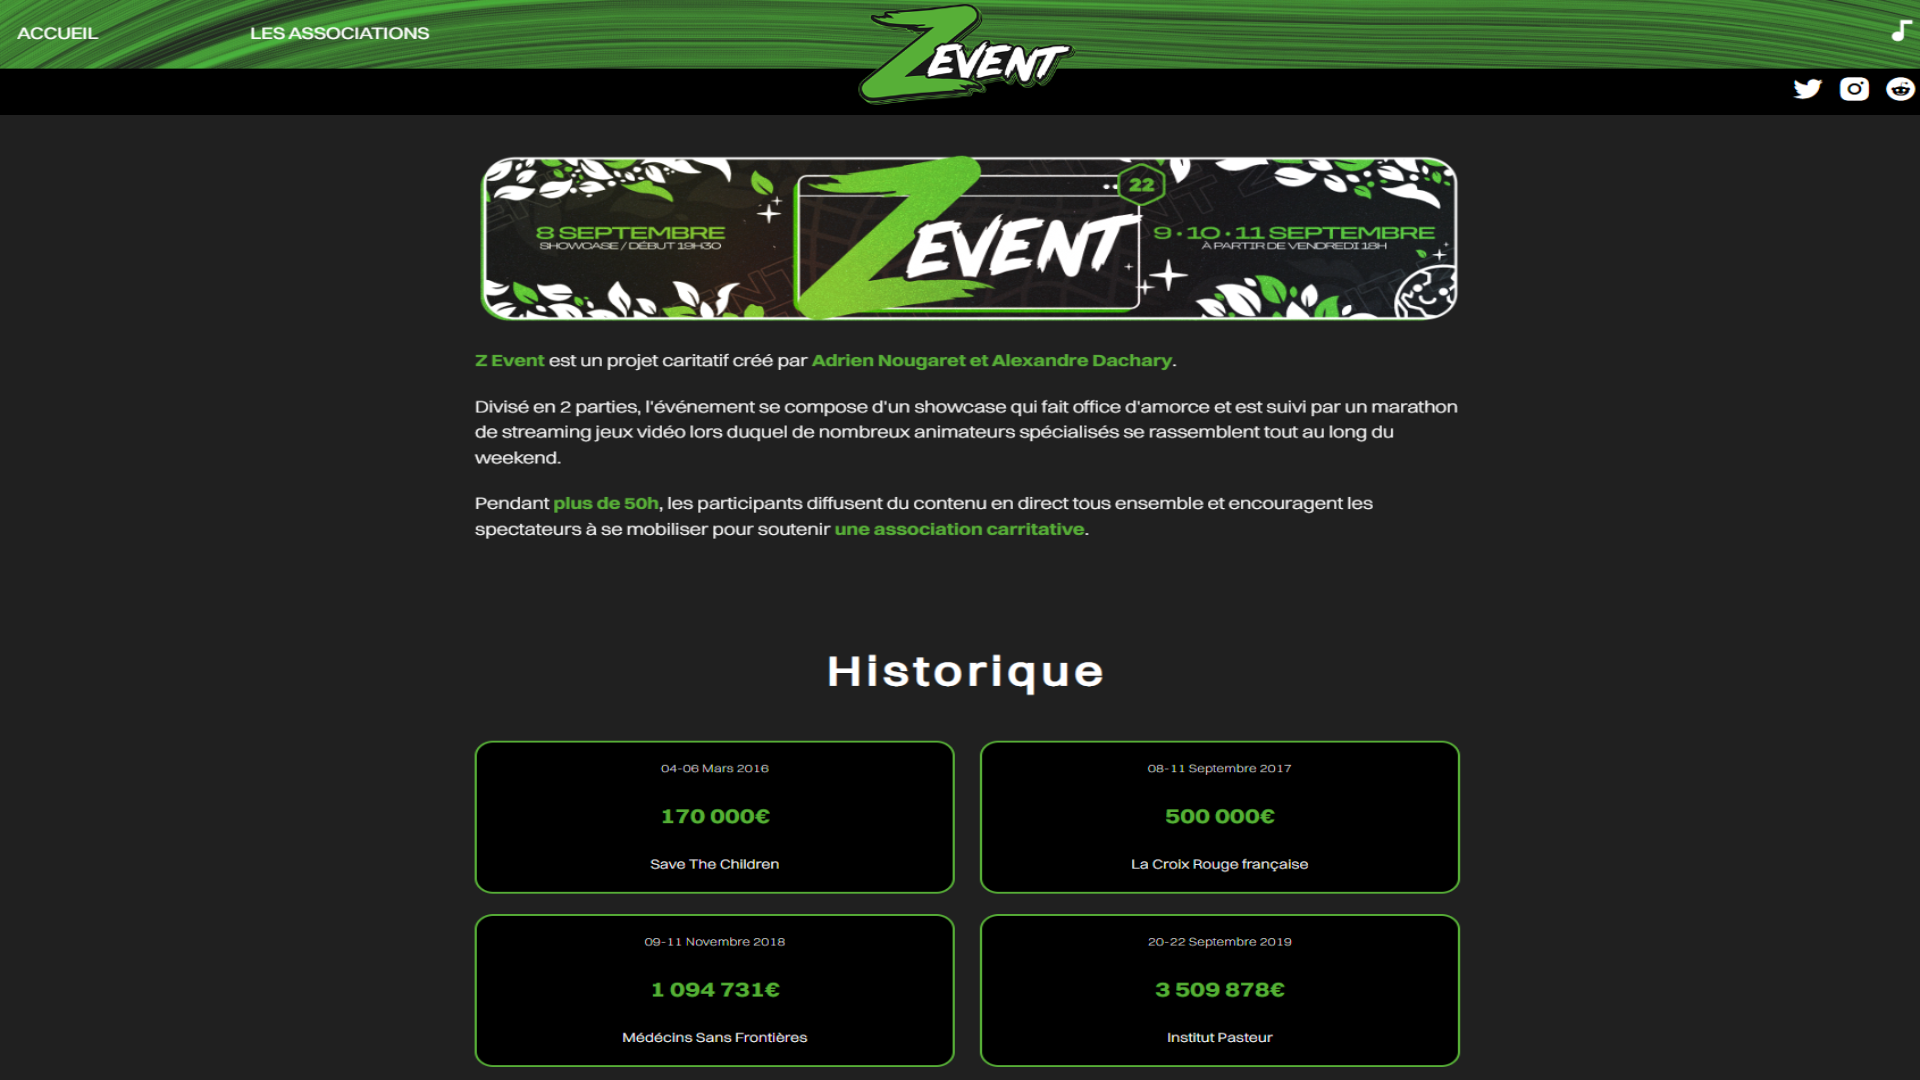 ACCUEIL
LES ASSOCIATIONS
ZEVENT
22
8 SEPTEMBRE
SHOWCASE / DÉBUT 19H30
ZEVENT
9 • 10 • 11 SEPTEMBRE
À PARTIR DE VENDREDI 18H
Z Event est un projet caritatif créé par Adrien Nougaret et Alexandre Dachary.
Divisé en 2 parties, l'événement se compose d'un showcase qui fait office d'amorce et est suivi par un marathon
de streaming jeux vidéo lors duquel de nombreux animateurs spécialisés se rassemblent tout au long du
weekend.
Pendant plus de 50h, les participants diffusent du contenu en direct tous ensemble et encouragent les
spectateurs à se mobiliser pour soutenir une association carritative.
Historique
04-06 Mars 2016
170 000€
Save The Children
08-11 Septembre 2017
500 000€
La Croix Rouge française
09-11 Novembre 2018
1 094 731€
Médécins Sans Frontières
20-22 Septembre 2019
3 509 878€
Institut Pasteur